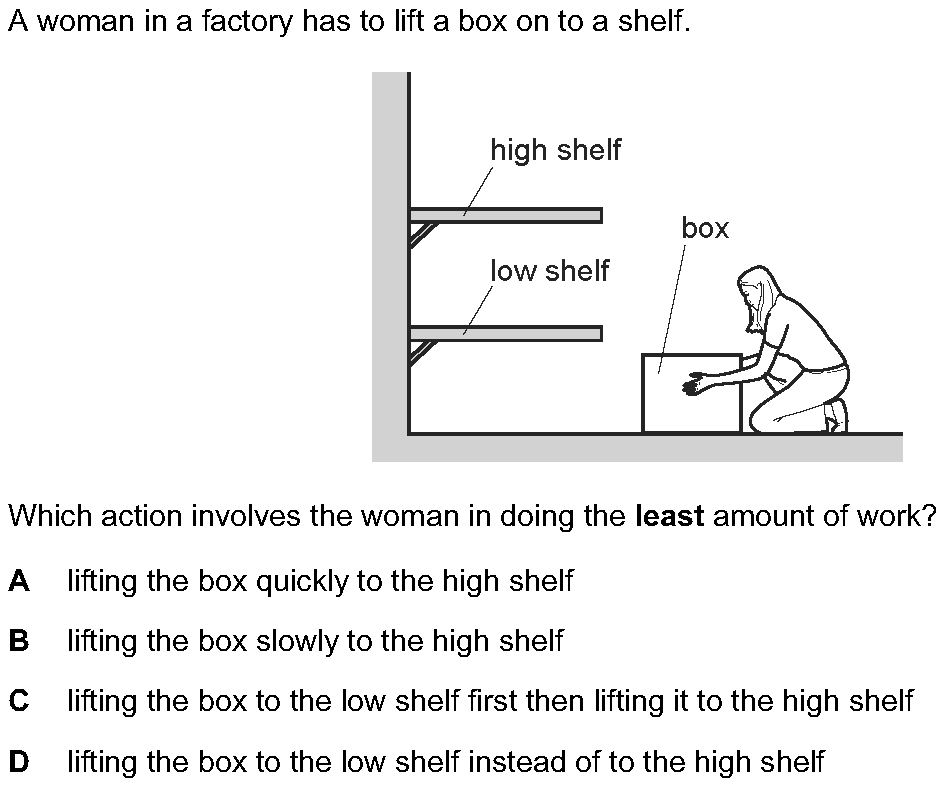 A woman in a factory has to lift a box on to a shelf.
high shelf
box
low shelf
Which action involves the woman in doing the least amount of work?
A lifting the box quickly to the high shelf
B lifting the box slowly to the high shelf
C lifting the box to the low shelf first then lifting it to the high shelf
D lifting the box to the low shelf instead of to the high shelf